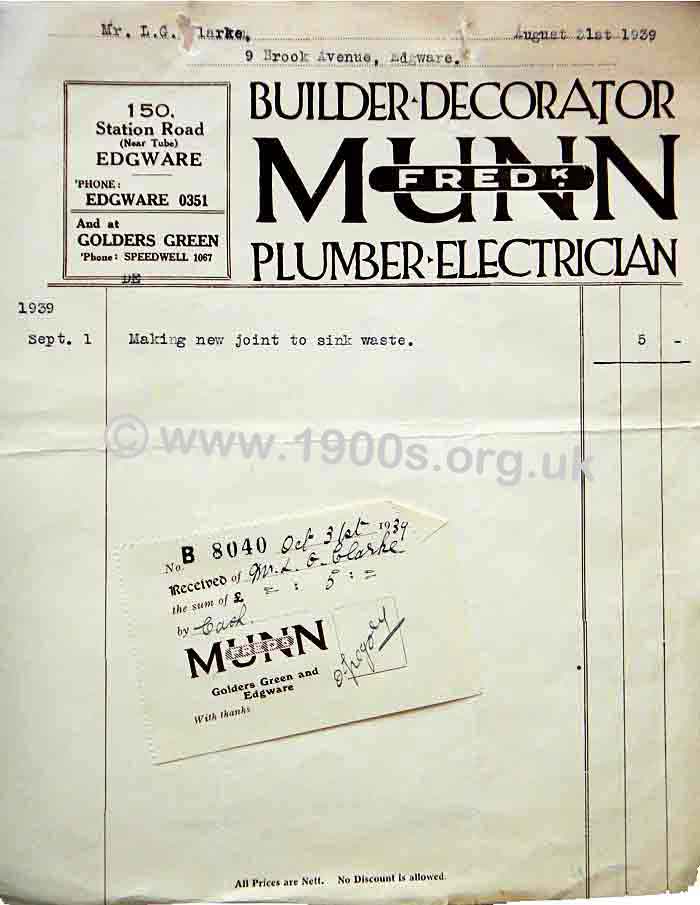 Mr. L.G. Clarke.
August 31st 1939
9 Brook Avenue, Edgware.
150,
Station Road
(Near Tube)
EDGWARE
'PHONE:
EDGWARE 0351
And at
GOLDERS GREEN
'Phone: SPEEDWELL 1067
BUILDER·DECORATOR
MUNN
FREDK.
PLUMBER·ELECTRICIAN
DE
1939
Sept. 1 Making new joint to sink waste. 5 -
© www.1900s.org.uk
No. B 8040 Oct 31st 1939
Received of Mr. L. G. Clarke
the sum of £ = : 5 : =
by Cash.
MUNN
FREDK
Golders Green and
Edgware
With thanks
All Prices are Nett. No Discount is allowed.